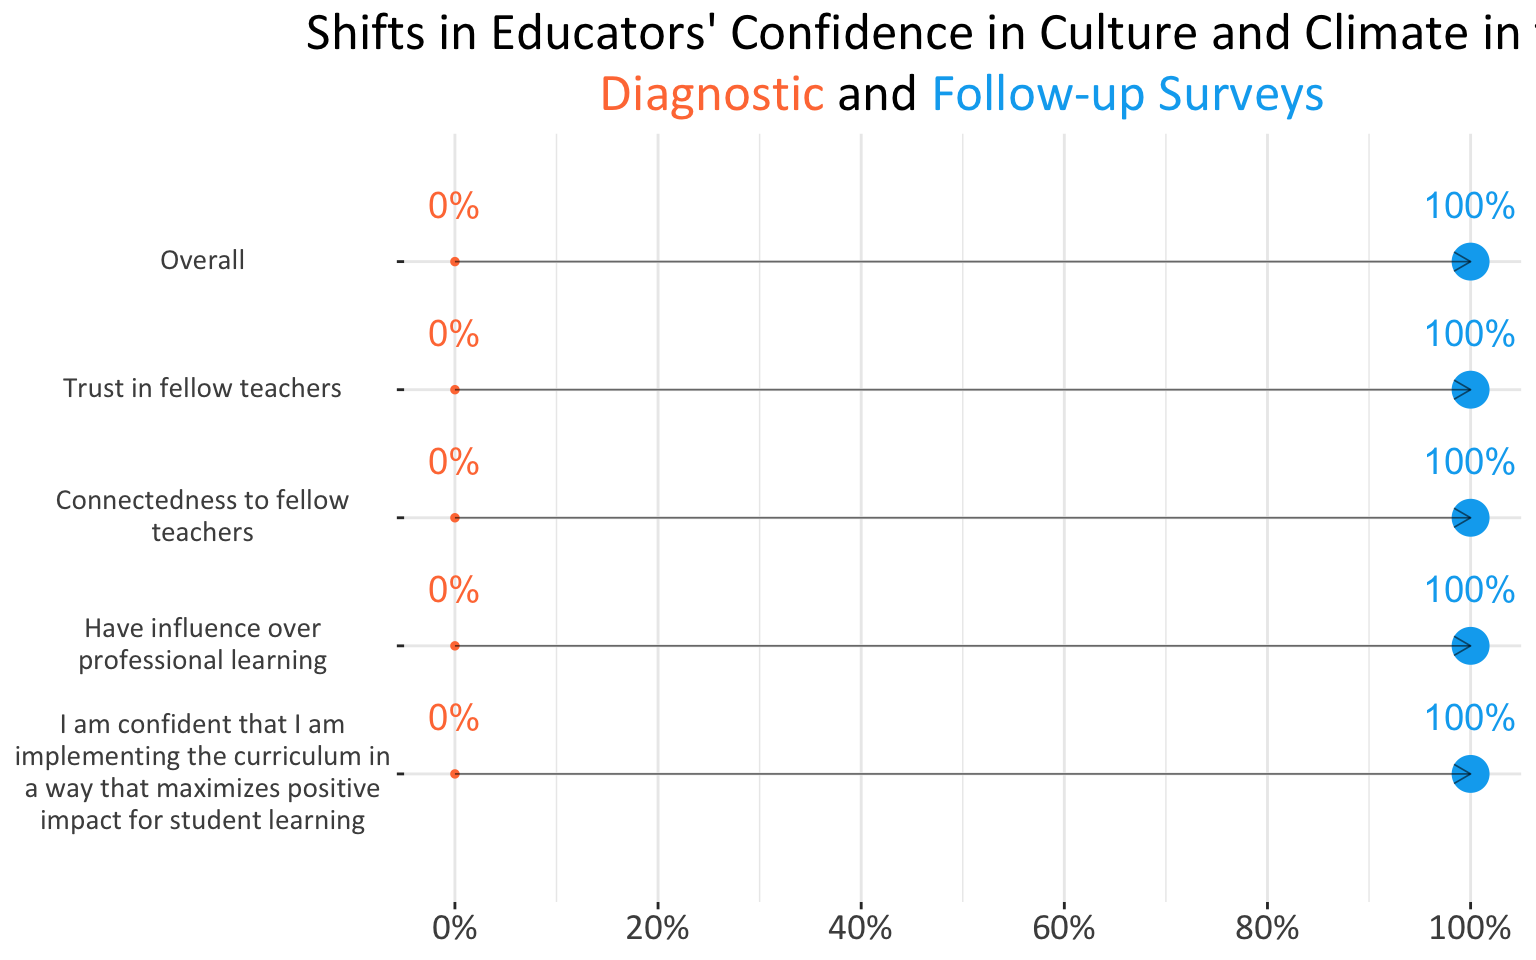 Shifts in Educators' Confidence in Culture and Climate in
Diagnostic and Follow-up Surveys
0% 100%
Overall
0% 100%
Trust in fellow teachers
0% 100%
Connectedness to fellow
teachers
0% 100%
Have influence over
professional learning
0% 100%
I am confident that I am
implementing the curriculum in
a way that maximizes positive
impact for student learning
0% 20% 40% 60% 80% 100%